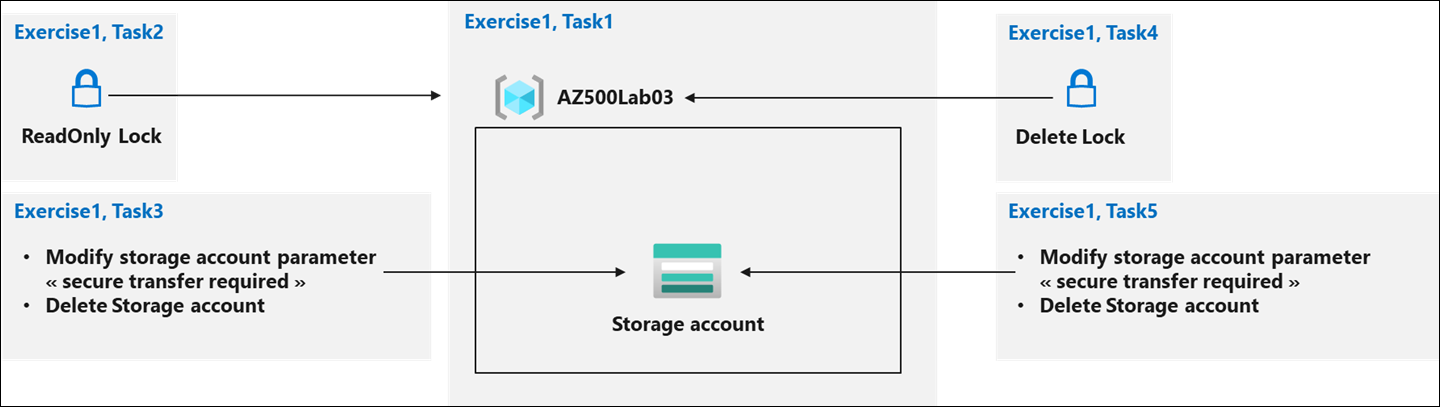 Exercise1, Task2
ReadOnly Lock
Exercise1, Task1
AZ500Lab03
Exercise1, Task4
Delete Lock
Exercise1, Task3
• Modify storage account parameter
« secure transfer required »
• Delete Storage account
Storage account
Exercise1, Task5
• Modify storage account parameter
« secure transfer required »
• Delete Storage account